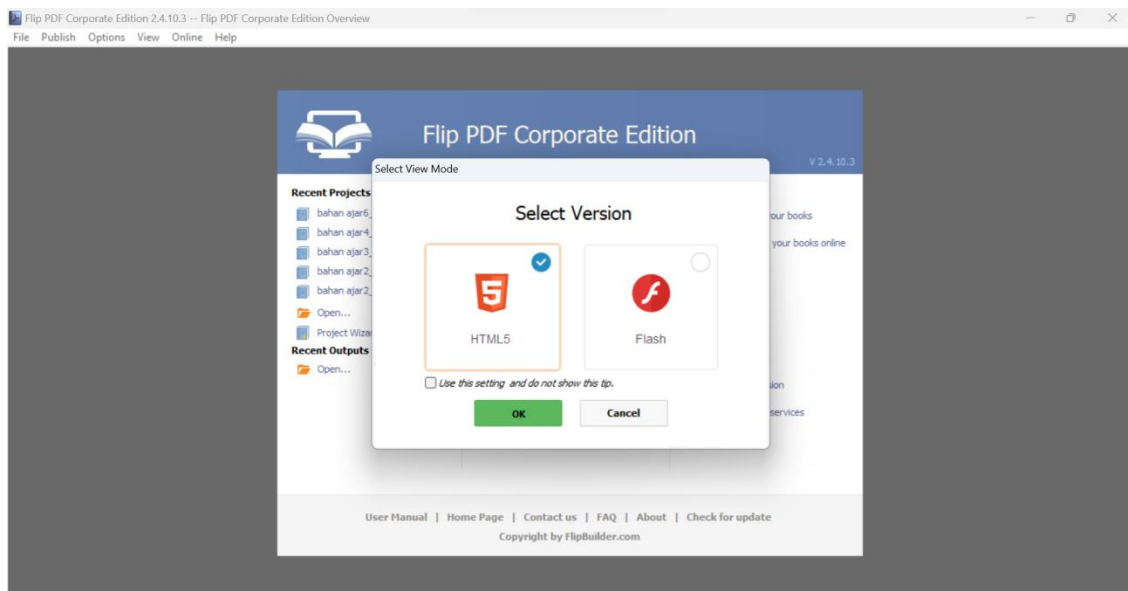 Flip PDF Corporate Edition 2.4.10.3 -- Flip PDF Corporate Edition Overview
File Publish Options View Online Help
Flip PDF Corporate Edition
V 2.4.10.3
Select View Mode
Recent Projects
bahan ajar6_
bahan ajar4_
bahan ajar3_
bahan ajar2_
bahan ajar2_
Open...
Project Wiza
Recent Outputs
Open...
Select Version
HTML5
Flash
Use this setting and do not show this tip.
OK Cancel
our books
your books online
sion
services
User Manual | Home Page | Contact us | FAQ | About | Check for update
Copyright by FlipBuilder.com